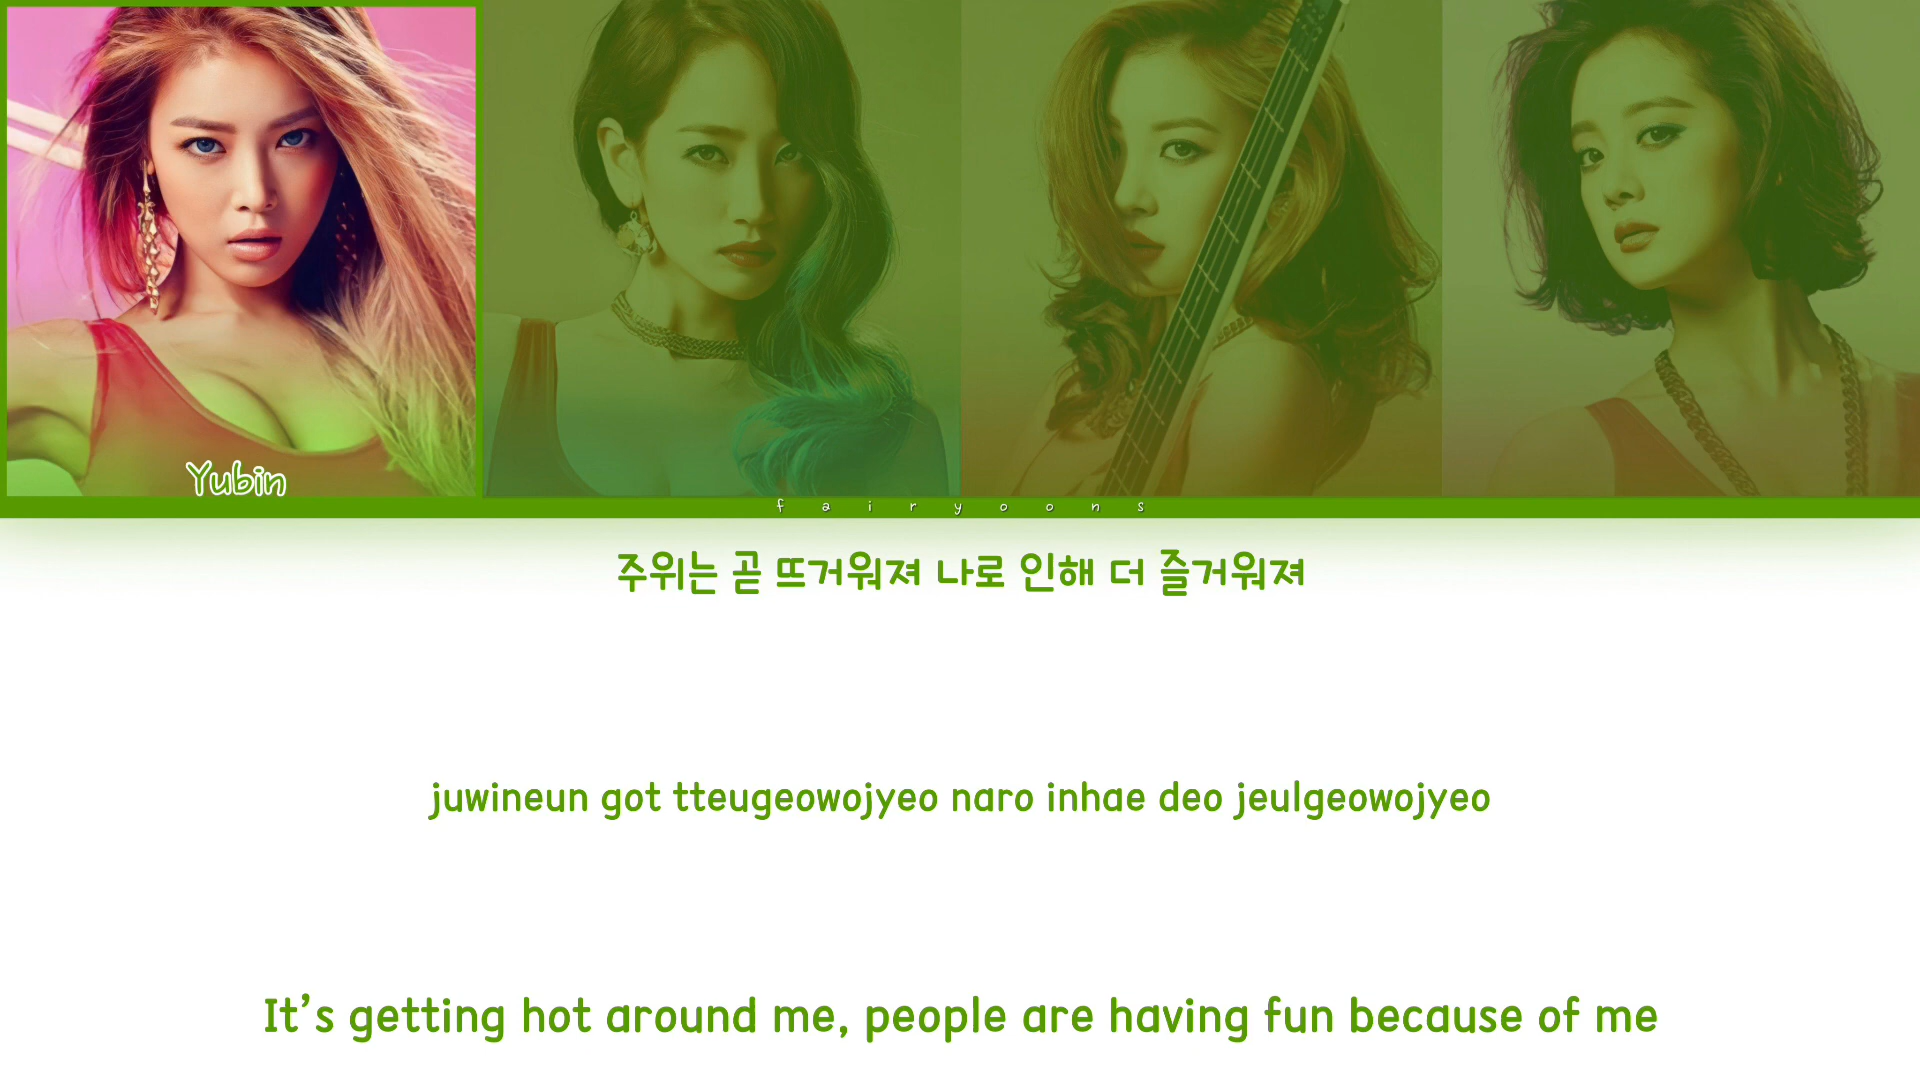 Yubin
fairyoons
주위는 곧 뜨거워져 나로 인해 더 즐거워져
juwineun got tteugeowojyeo naro inhae deo jeulgeowojyeo
It’s getting hot around me, people are having fun because of me